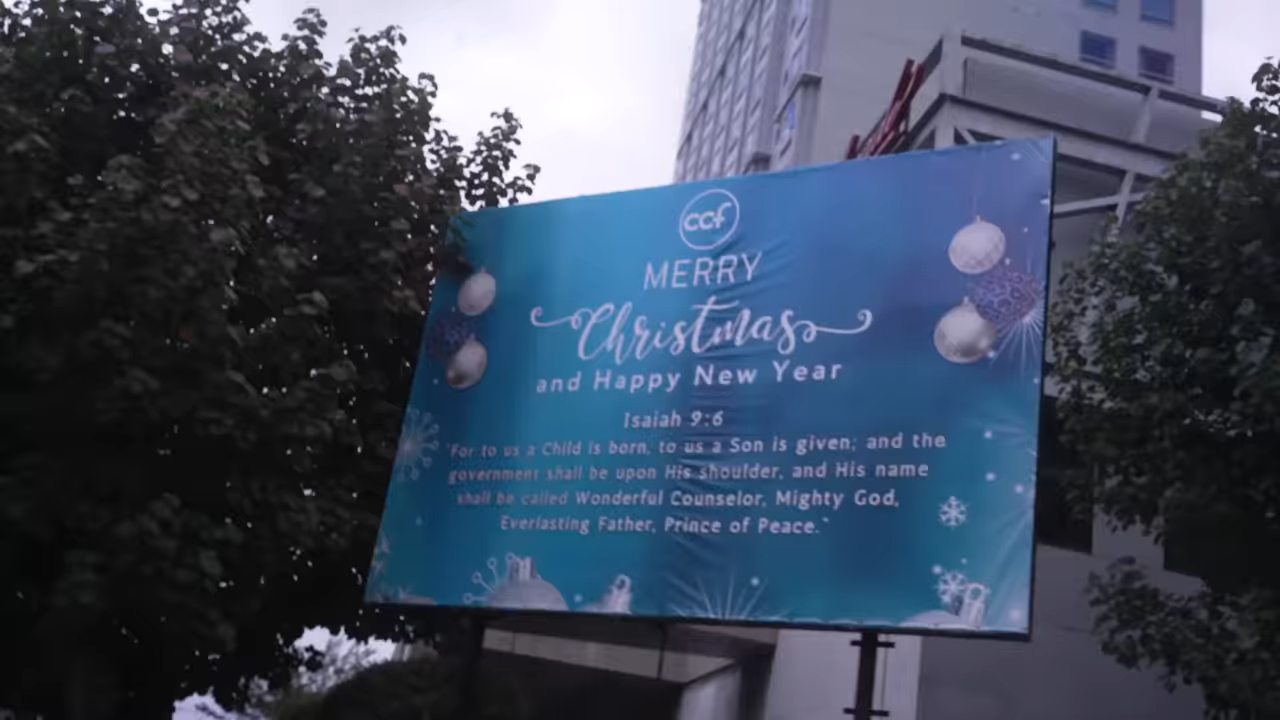 ccf
MERRY
Christmas
and Happy New Year
Isaiah 9:6
"For to us a Child is born, to us a Son is given; and the
government shall be upon His shoulder, and His name
shall be called Wonderful Counselor, Mighty God,
Everlasting Father, Prince of Peace."